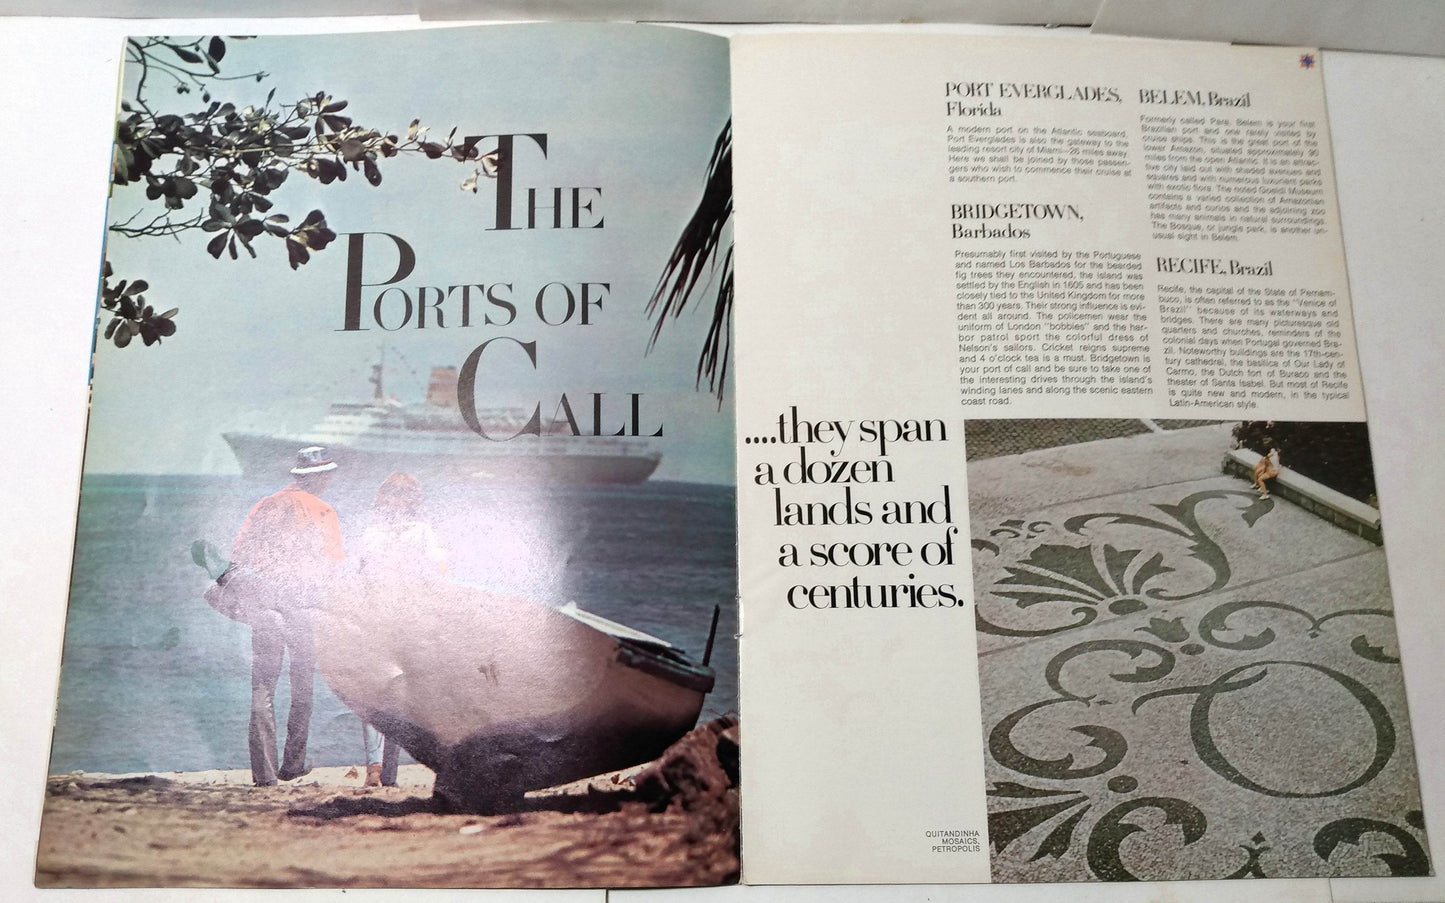 THE
PORTS OF
CALL
PORT EVERGLADES,
Florida
A modern port on the Atlantic seaboard,
Port Everglades is also the gateway to the
leading resort city of Miami—26 miles away.
Here we shall be joined by those passen-
gers who wish to commence their cruise at
a southern port.
BRIDGETOWN,
Barbados
Presumably first visited by the Portuguese
and named Los Barbados for the bearded
fig trees they encountered, the island was
settled by the English in 1605 and has been
closely tied to the United Kingdom for more
than 300 years. Their strong influence is evi-
dent all around. The policemen wear the
uniform of London "bobbies" and the har-
bor patrol sport the colorful dress of
Nelson's sailors. Cricket reigns supreme
and 4 o'clock tea is a must. Bridgetown is
your port of call and be sure to take one of
the interesting drives through the island's
winding lanes and along the scenic eastern
coast road.
BELEM, Brazil
Formerly called Para, Belem is your first
Brazilian port and one rarely visited by
cruise ships. This is the great port of the
lower Amazon, situated approximately 90
miles from the open Atlantic. It is an attrac-
tive city laid out with shaded avenues and
squares and with numerous luxuriant parks
with exotic flora. The noted Goeldi Museum
contains a varied collection of Amazonian
artifacts and curios and the adjoining zoo
has many animals in natural surroundings.
The Bosque, or jungle park, is another un-
usual sight in Belem.
RECIFE, Brazil
Recife, the capital of the State of Pernam-
buco, is often referred to as the "Venice of
Brazil" because of its waterways and
bridges. There are many picturesque old
quarters and churches, reminders of the
colonial days when Portugal governed Bra-
zil. Noteworthy buildings are the 17th-cen-
tury cathedral, the basilica of Our Lady of
Carmo, the Dutch fort of Buraco and the
theater of Santa Isabel. But most of Recife
is quite new and modern, in the typical
Latin-American style.
....they span
a dozen
lands and
a score of
centuries.
QUITANDINHA
MOSAICS,
PETROPOLIS